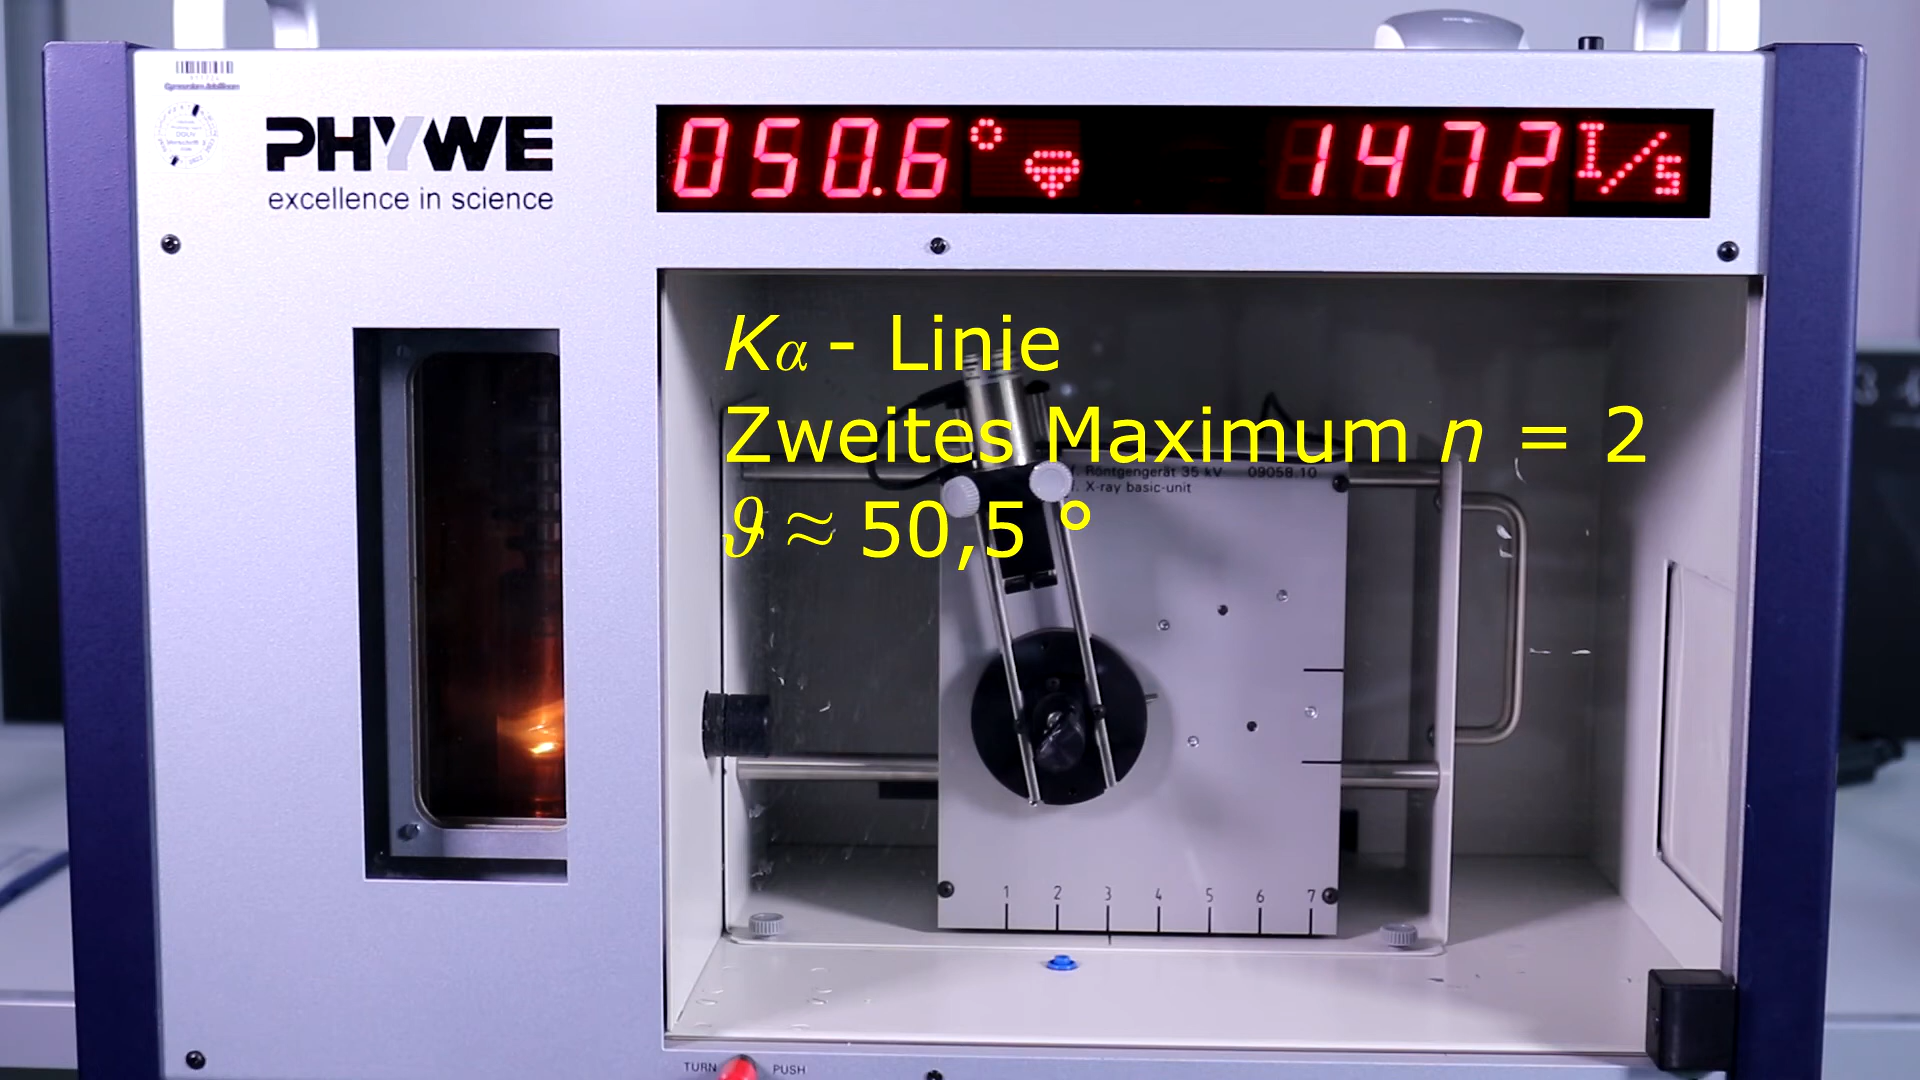 PHYWE
excellence in science
050.6° 1472 I/s
Kα - Linie
Zweites Maximum n = 2
f. Röntgengerät 35 kV 09058.10
f. X-ray basic-unit
ϑ ≈ 50,5 °
1 2 3 4 5 6 7
TURN PUSH